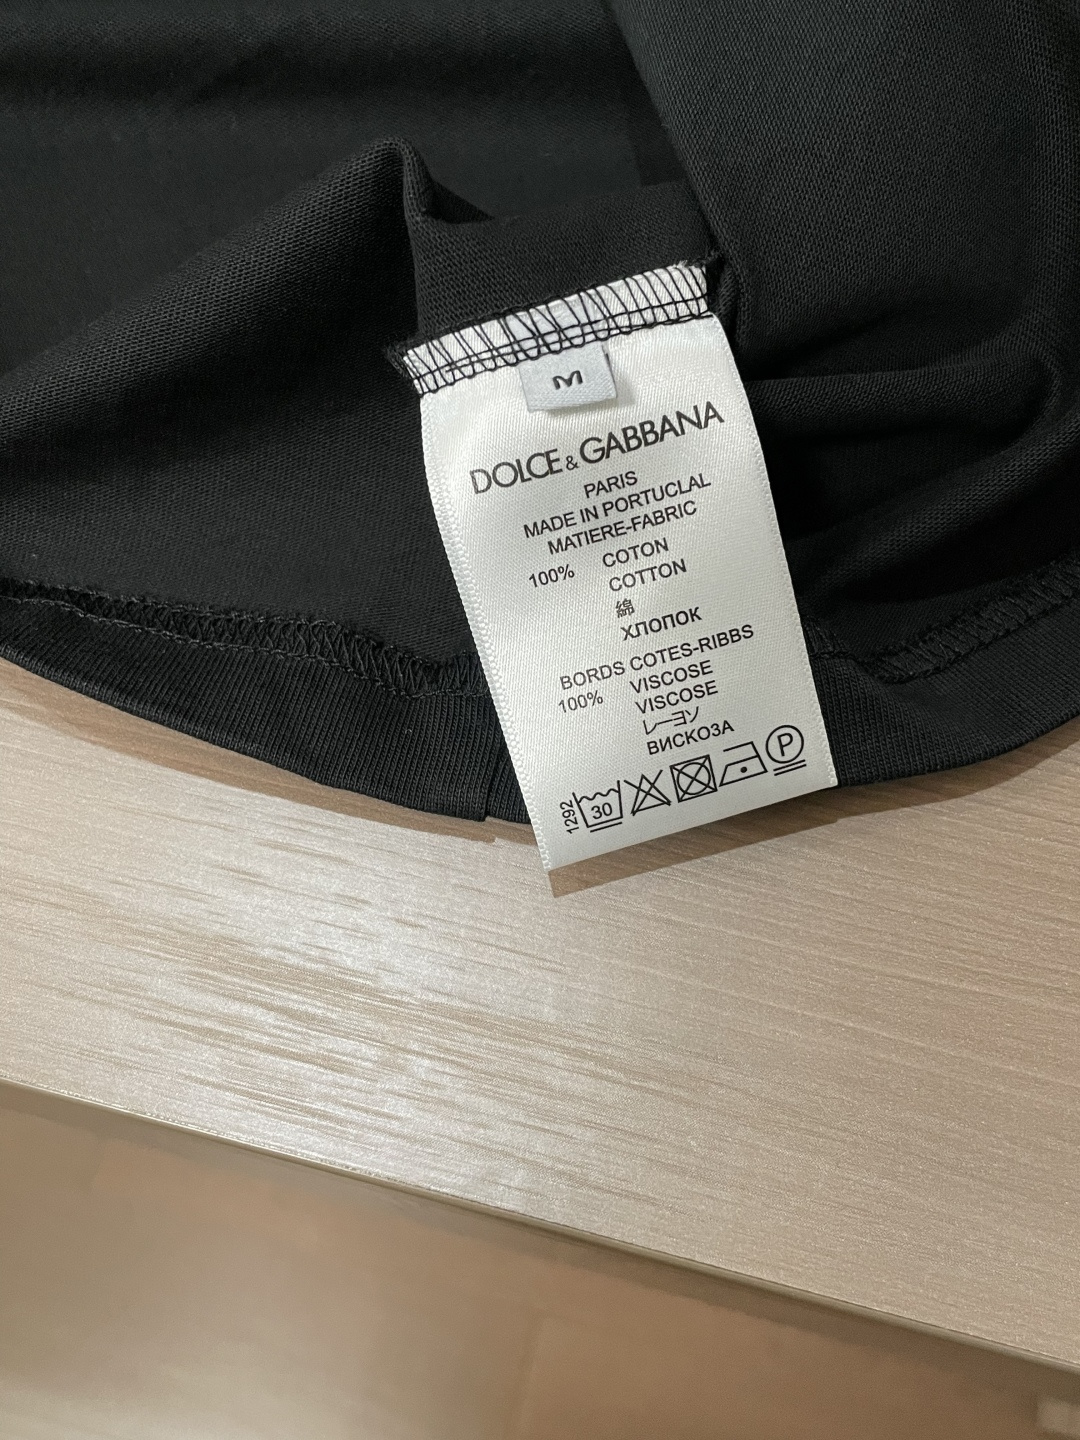 M
DOLCE & GABBANA
PARIS
MADE IN PORTUCLAL
MATIERE-FABRIC
100% COTON
COTTON
綿
ХЛОПОК
BORDS COTES-RIBBS
100% VISCOSE
VISCOSE
レーヨン
ВИСКОЗА
1292 30 P